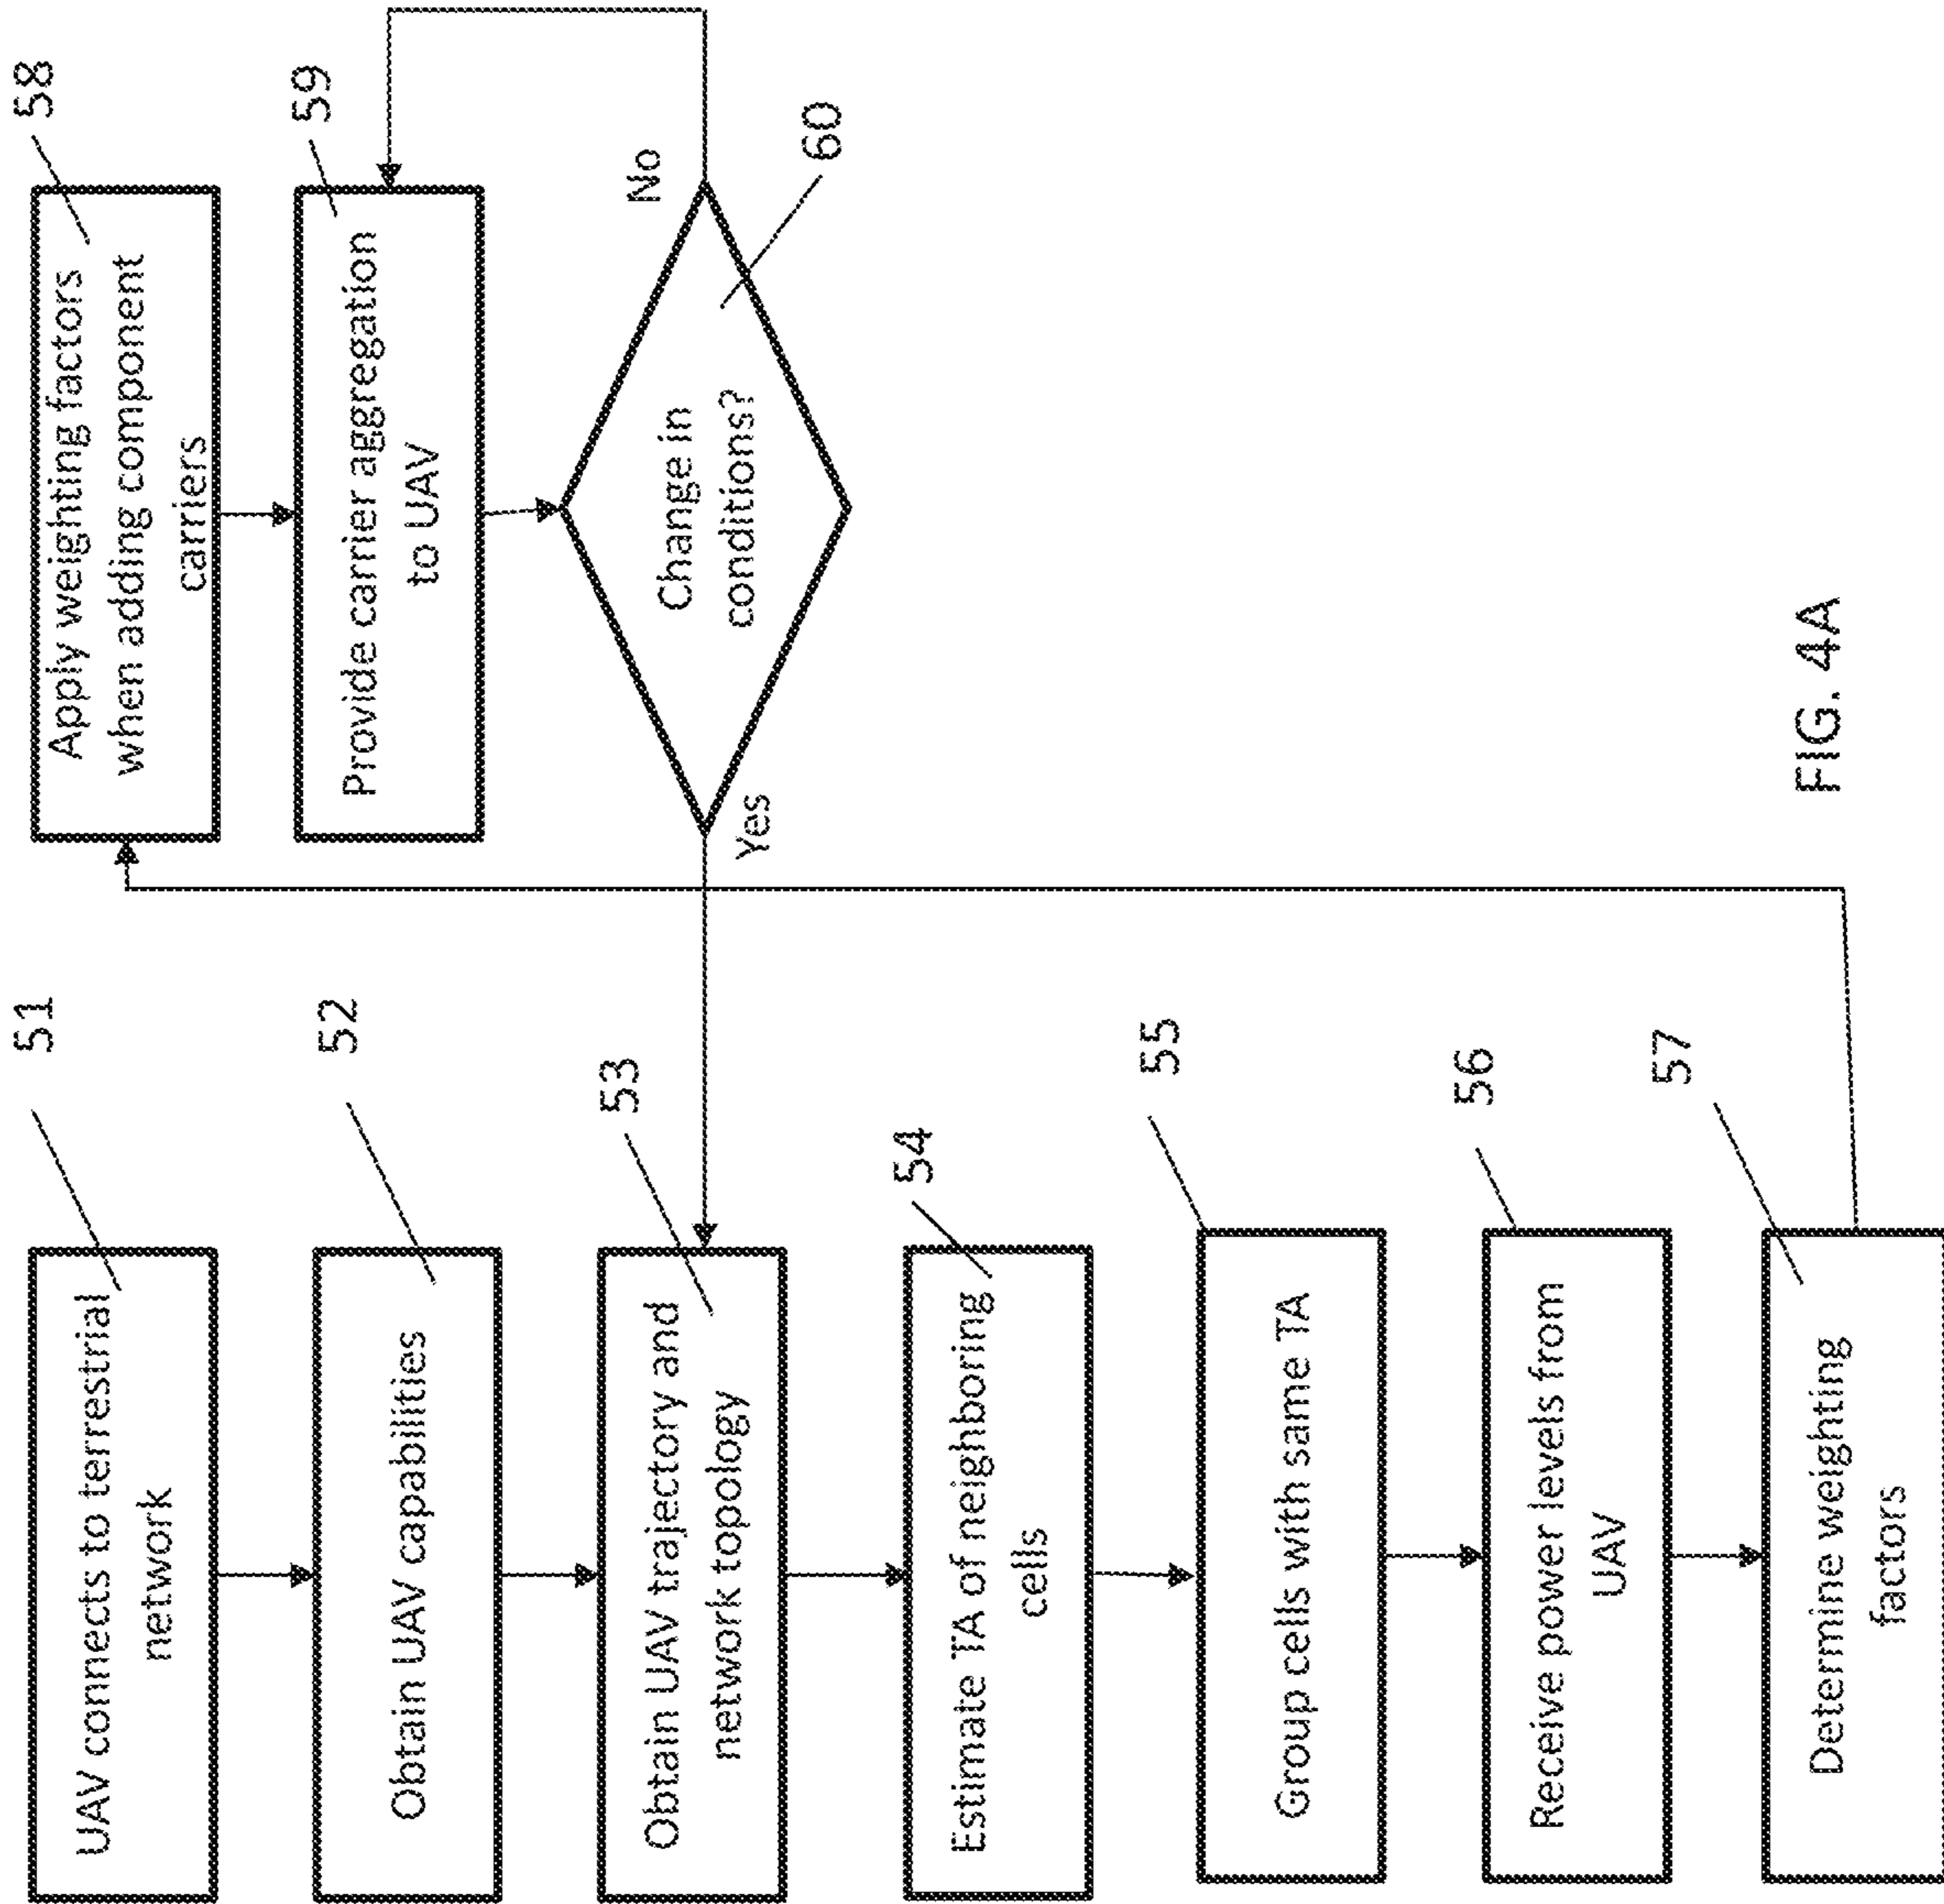 51
UAV connects to terrestrial
network
52
Obtain UAV capabilities
53
Obtain UAV trajectory and
network topology
54
Estimate TA of neighboring
cells
55
Group cells with same TA
56
Receive power levels from
UAV
57
Determine weighting
factors
58
Apply weighting factors
when adding component
carriers
59
Provide carrier aggregation
to UAV
60
Change in
conditions?
Yes
No
FIG. 4A